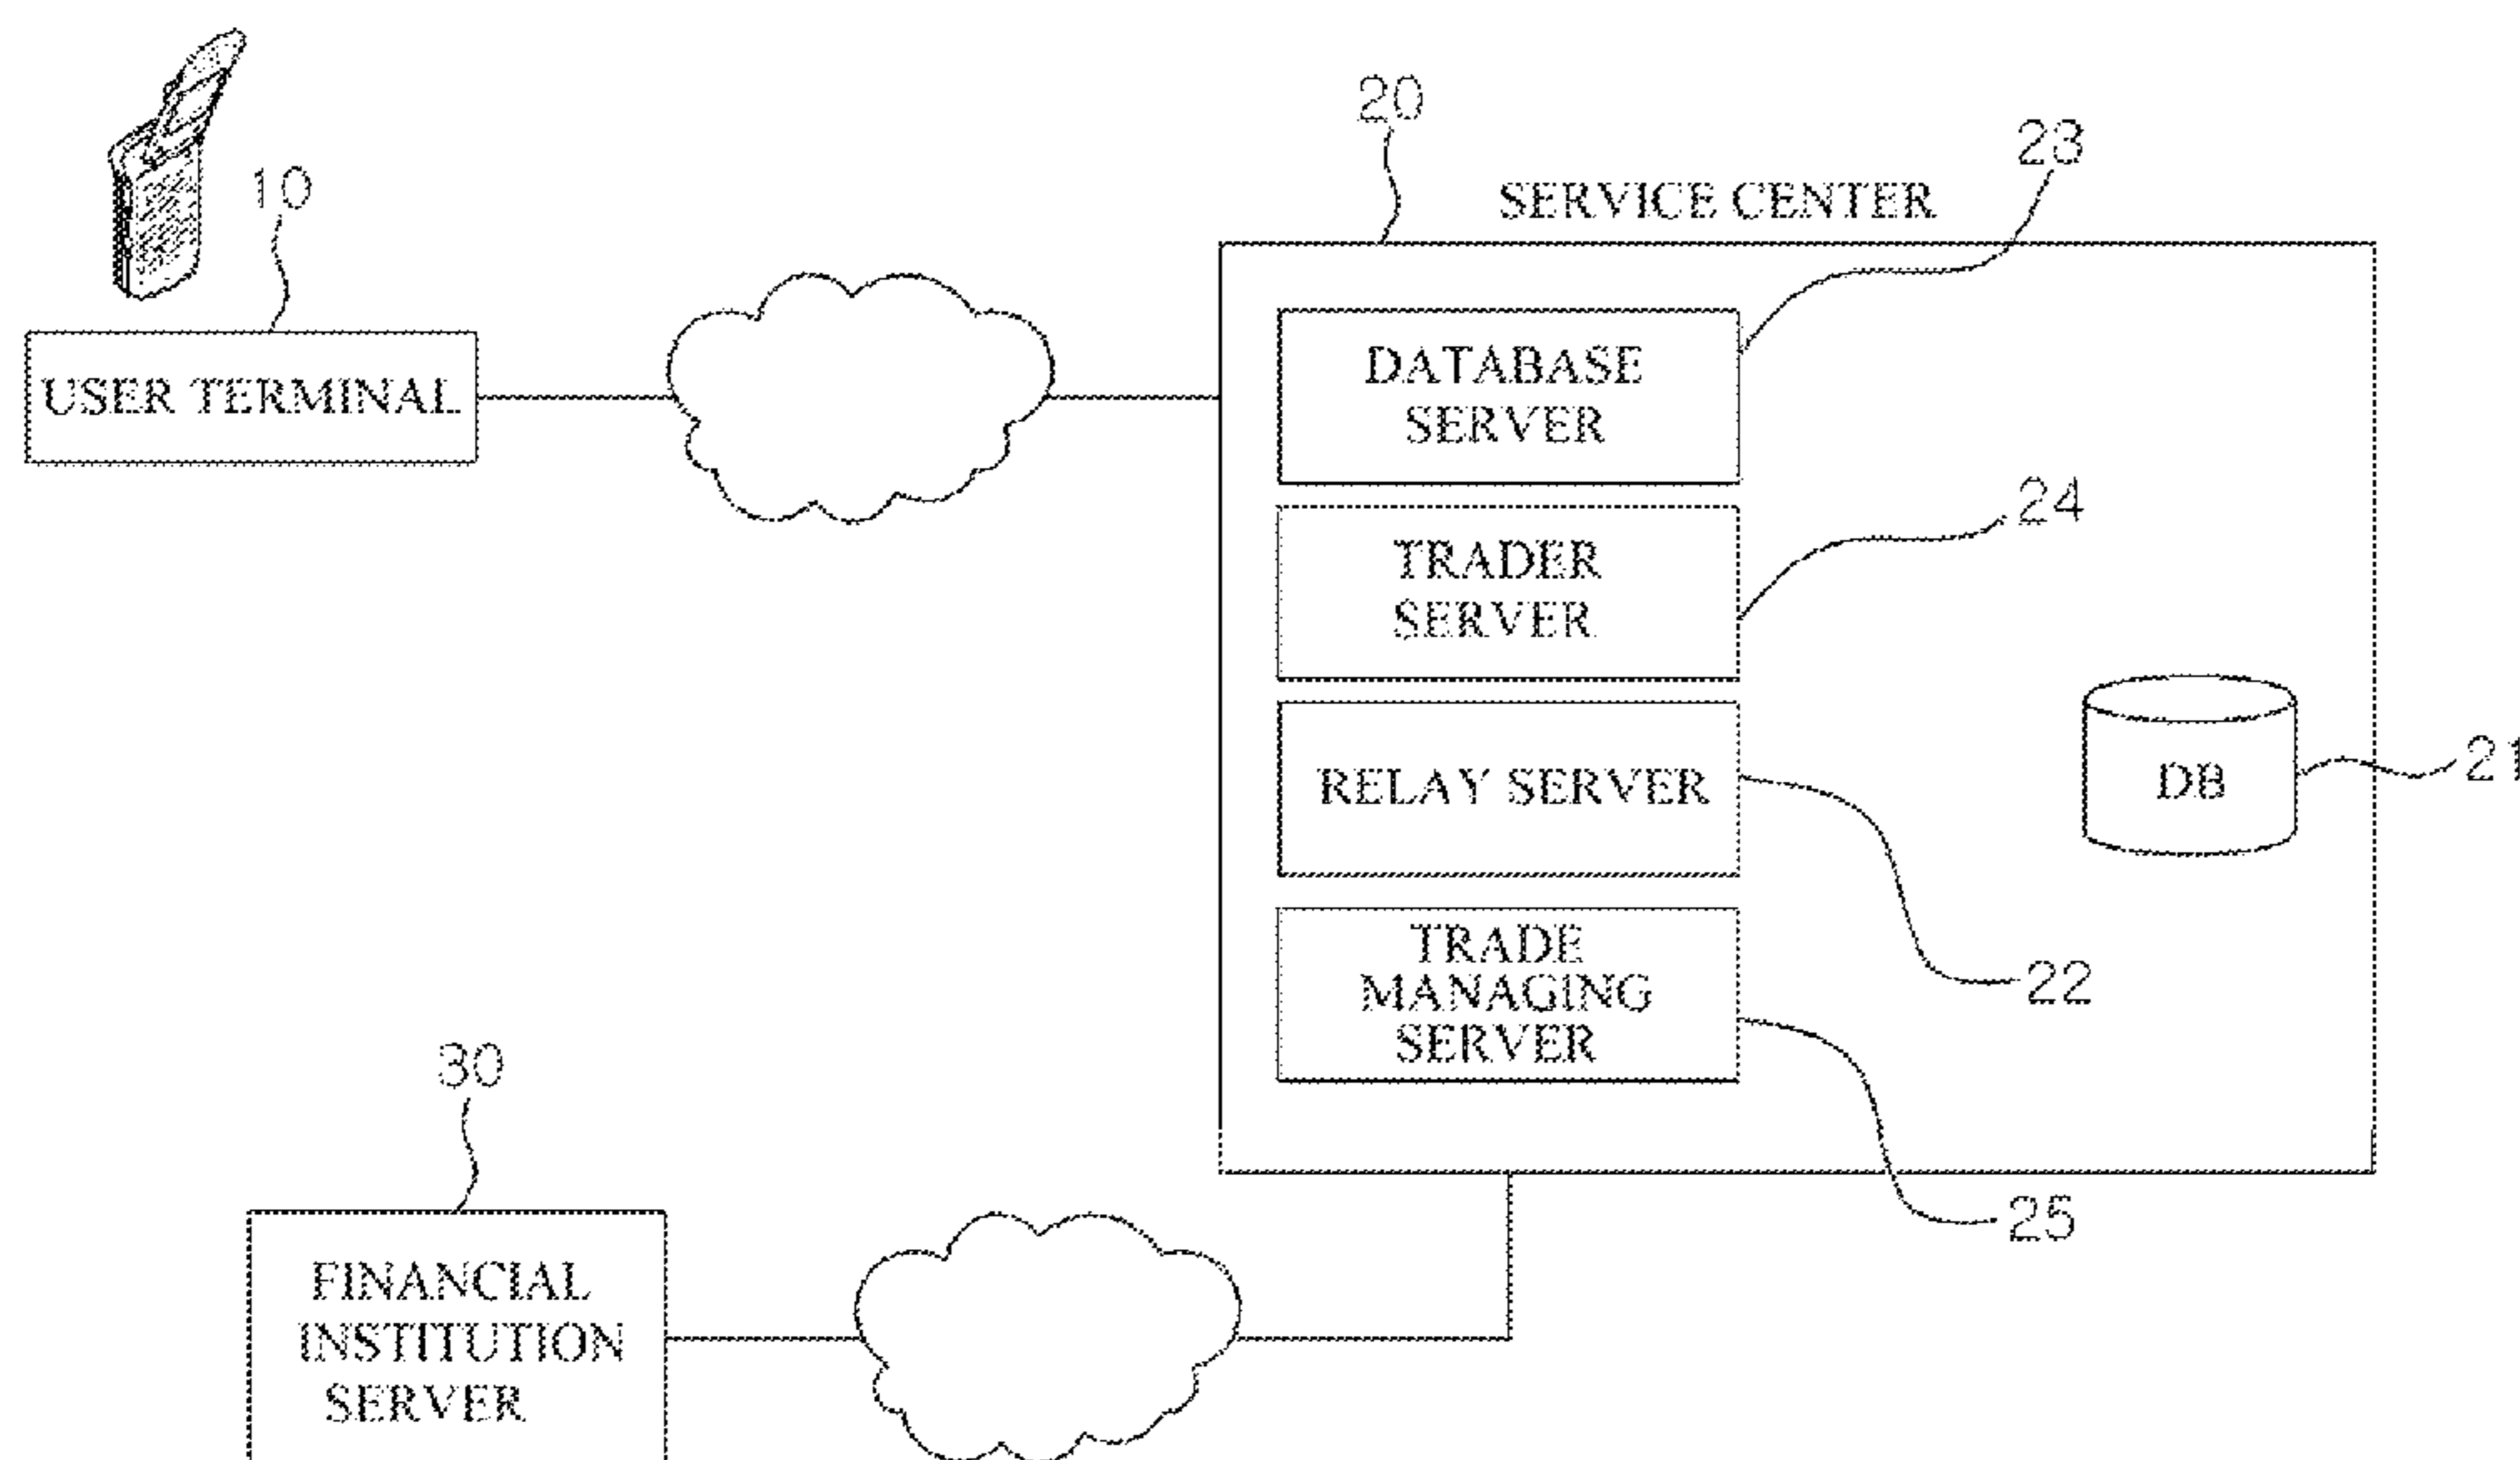 20
23
SERVICE CENTER
10
USER TERMINAL
DATABASE
SERVER
24
TRADER
SERVER
RELAY SERVER
DB
21
22
TRADE
MANAGING
SERVER
25
30
FINANCIAL
INSTITUTION
SERVER